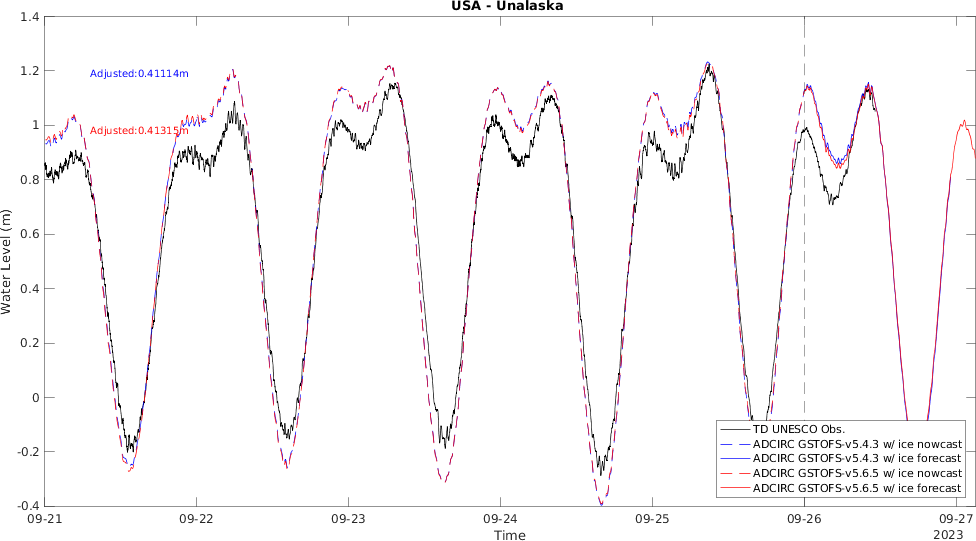 USA - Unalaska
1.4
1.2
1
0.8
0.6
0.4
0.2
0
-0.2
-0.4
Water Level (m)
Adjusted:0.41114m
Adjusted:0.41315m
TD UNESCO Obs.
ADCIRC GSTOFS-v5.4.3 w/ ice nowcast
ADCIRC GSTOFS-v5.4.3 w/ ice forecast
ADCIRC GSTOFS-v5.6.5 w/ ice nowcast
ADCIRC GSTOFS-v5.6.5 w/ ice forecast
09-21 09-22 09-23 09-24 09-25 09-26 09-27
Time
2023